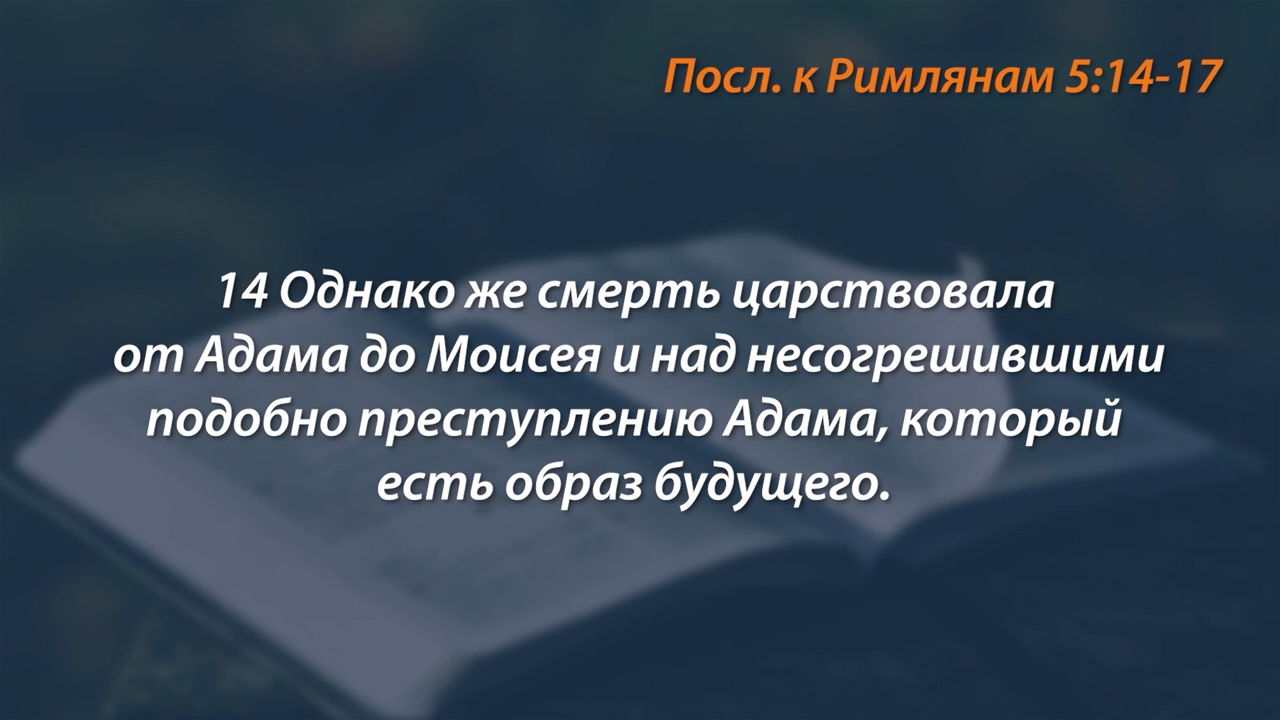 Посл. к Римлянам 5:14-17
14 Однако же смерть царствовала
от Адама до Моисея и над несогрешившими
подобно преступлению Адама, который
есть образ будущего.